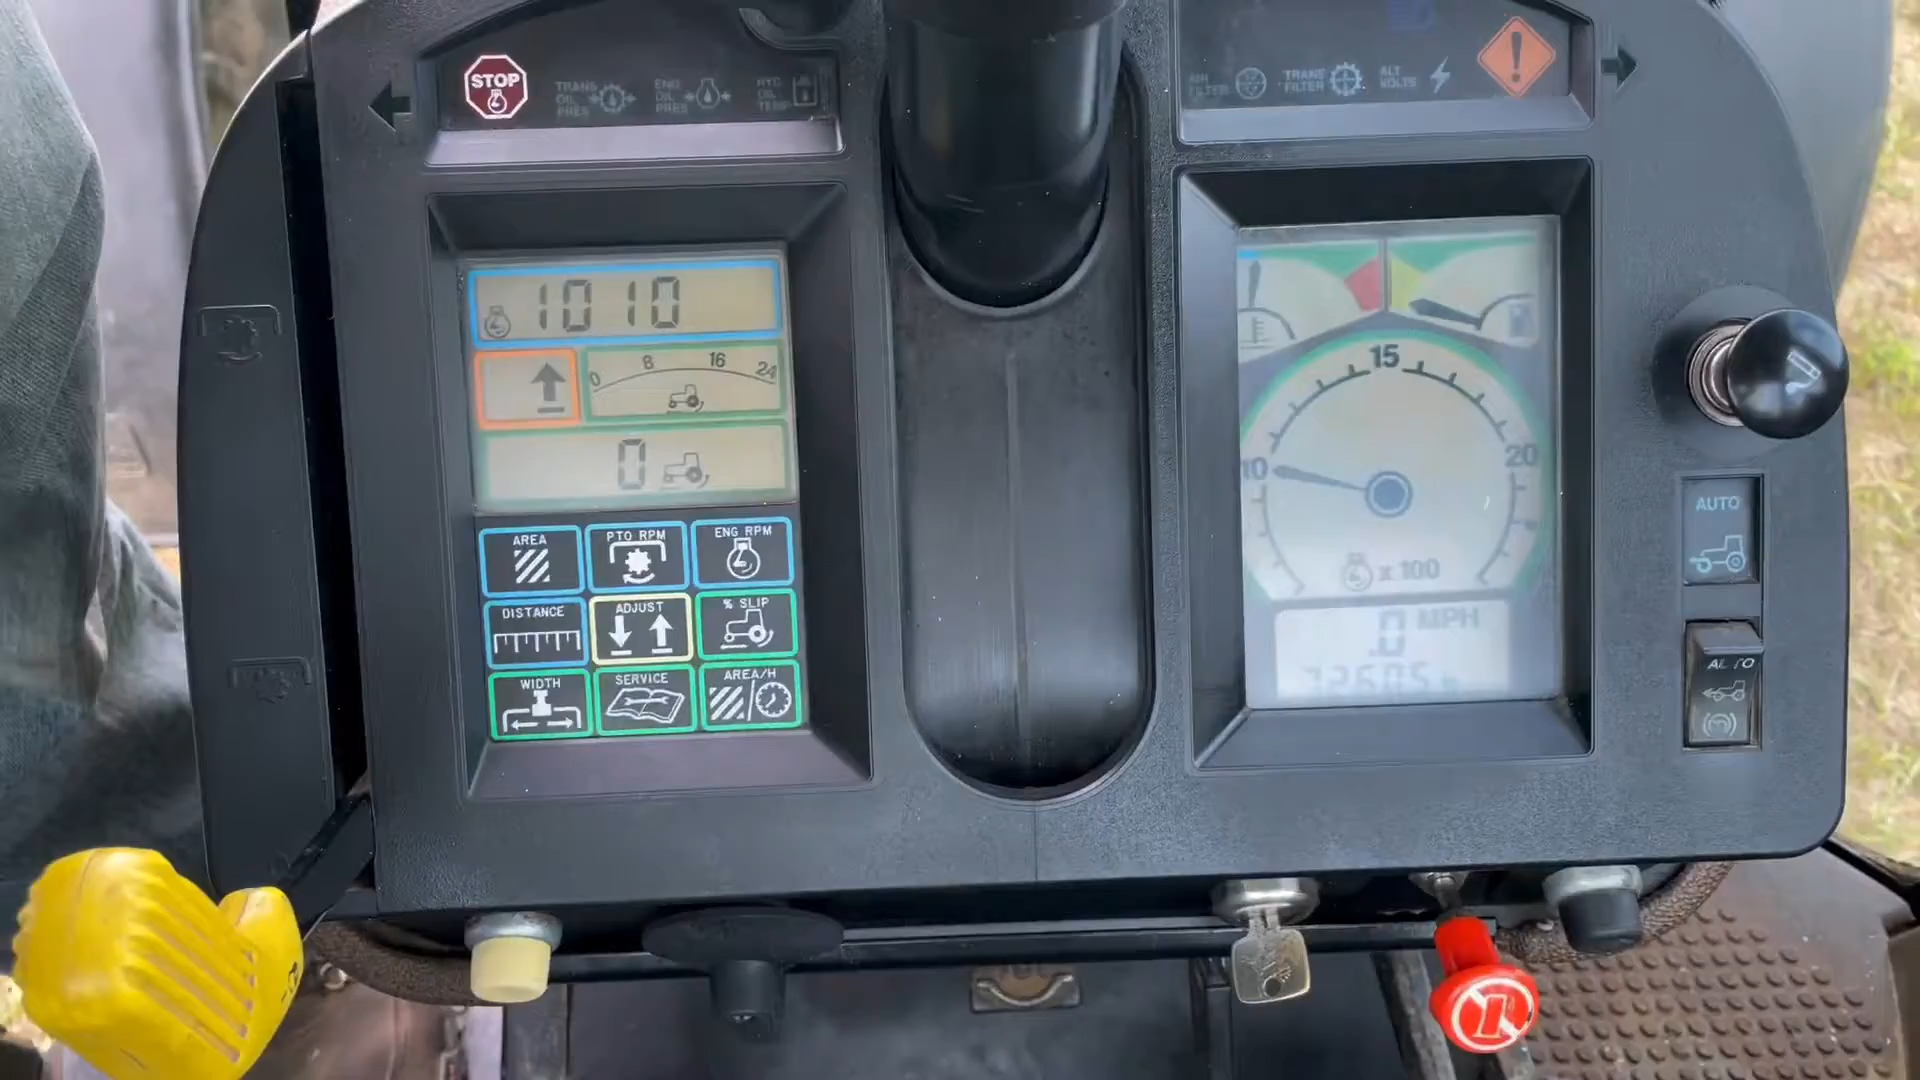 STOP
TRANS OIL PRES
ENG OIL PRES
HYD OIL TEMP
AIR FILTER
TRANS FILTER
ALT VOLTS
1010
0 8 16 24
0
AREA
PTO RPM
ENG RPM
DISTANCE
ADJUST
% SLIP
WIDTH
SERVICE
AREA/H
10 15 20
x 100
.0 MPH
AUTO
AUTO